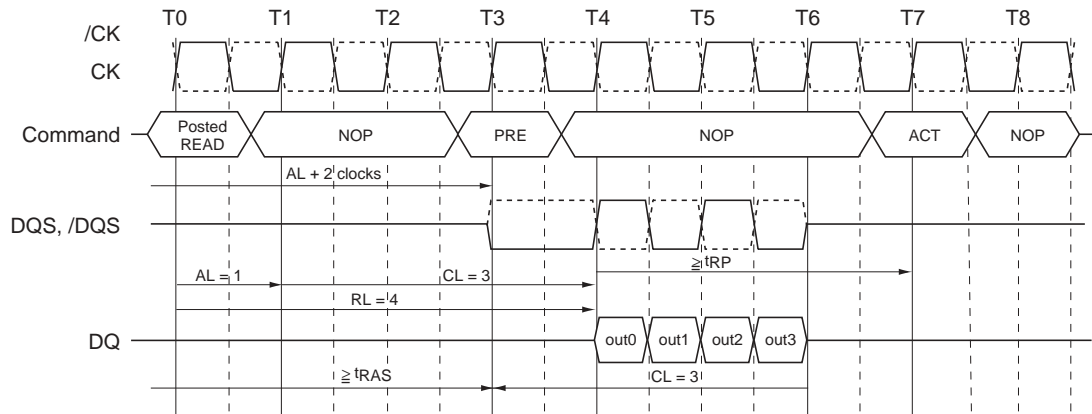 T0 T1 T2 T3 T4 T5 T6 T7 T8
/CK
CK
Command
Posted
READ
NOP
PRE
NOP
ACT
NOP
AL + 2 clocks
DQS, /DQS
≧ tRP
AL = 1
CL = 3
RL = 4
DQ
out0 out1 out2 out3
≧ tRAS
CL = 3